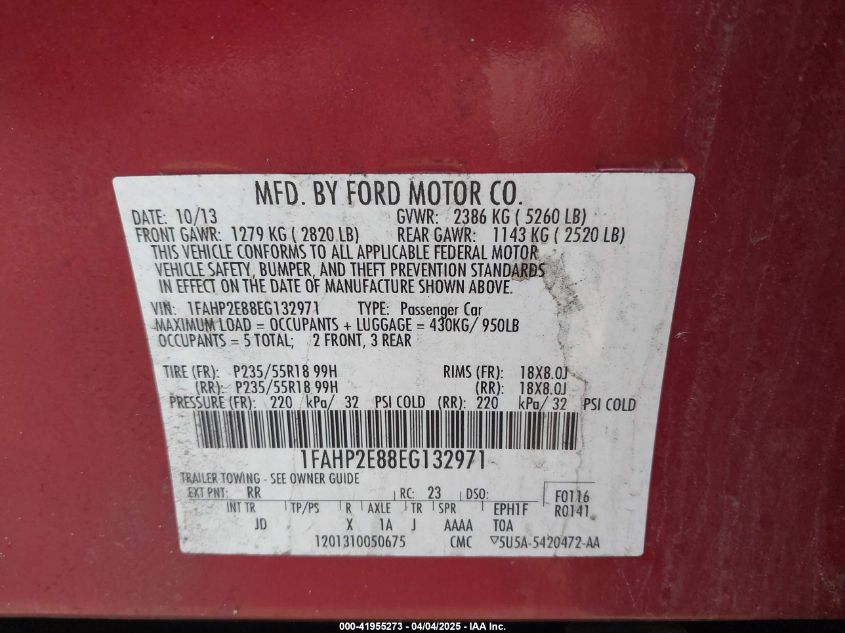 MFD. BY FORD MOTOR CO.
DATE: 10/13 GVWR: 2386 KG ( 5260 LB)
FRONT GAWR: 1279 KG ( 2820 LB) REAR GAWR: 1143 KG ( 2520 LB)
THIS VEHICLE CONFORMS TO ALL APPLICABLE FEDERAL MOTOR
VEHICLE SAFETY, BUMPER, AND THEFT PREVENTION STANDARDS
IN EFFECT ON THE DATE OF MANUFACTURE SHOWN ABOVE.
VIN: 1FAHP2E88EG132971 TYPE: Passenger Car
MAXIMUM LOAD = OCCUPANTS + LUGGAGE = 430KG/ 950LB
OCCUPANTS = 5 TOTAL; 2 FRONT, 3 REAR
TIRE (FR): P235/55R18 99H RIMS (FR): 18X8.0J
(RR): P235/55R18 99H (RR): 18X8.0J
PRESSURE (FR): 220 kPa/ 32 PSI COLD (RR): 220 kPa/ 32 PSI COLD
1FAHP2E88EG132971
TRAILER TOWING - SEE OWNER GUIDE
EXT PNT: RR RC: 23 DSO: F0116
INT TR TP/PS R AXLE TR SPR EPH1F R0141
JD X 1A J AAAA TOA
1201310050675 CMC ▽5U5A-5420472-AA
000-41955273 - 04/04/2025 - IAA Inc.